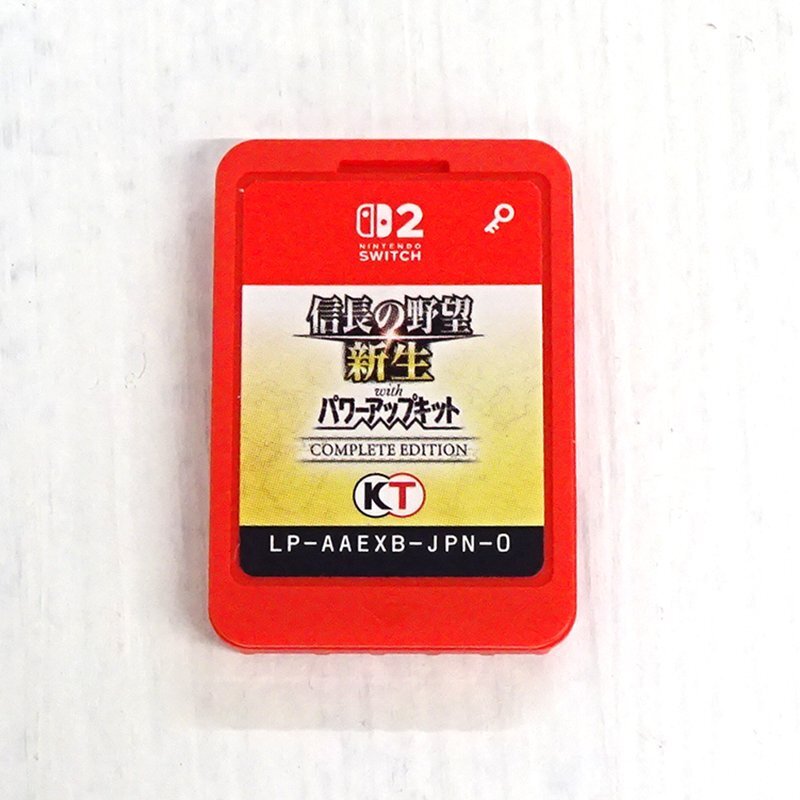 2
NINTENDO
SWITCH
信長の野望
新生
with
パワーアップキット
COMPLETE EDITION
KT
LP-AAEXB-JPN-0